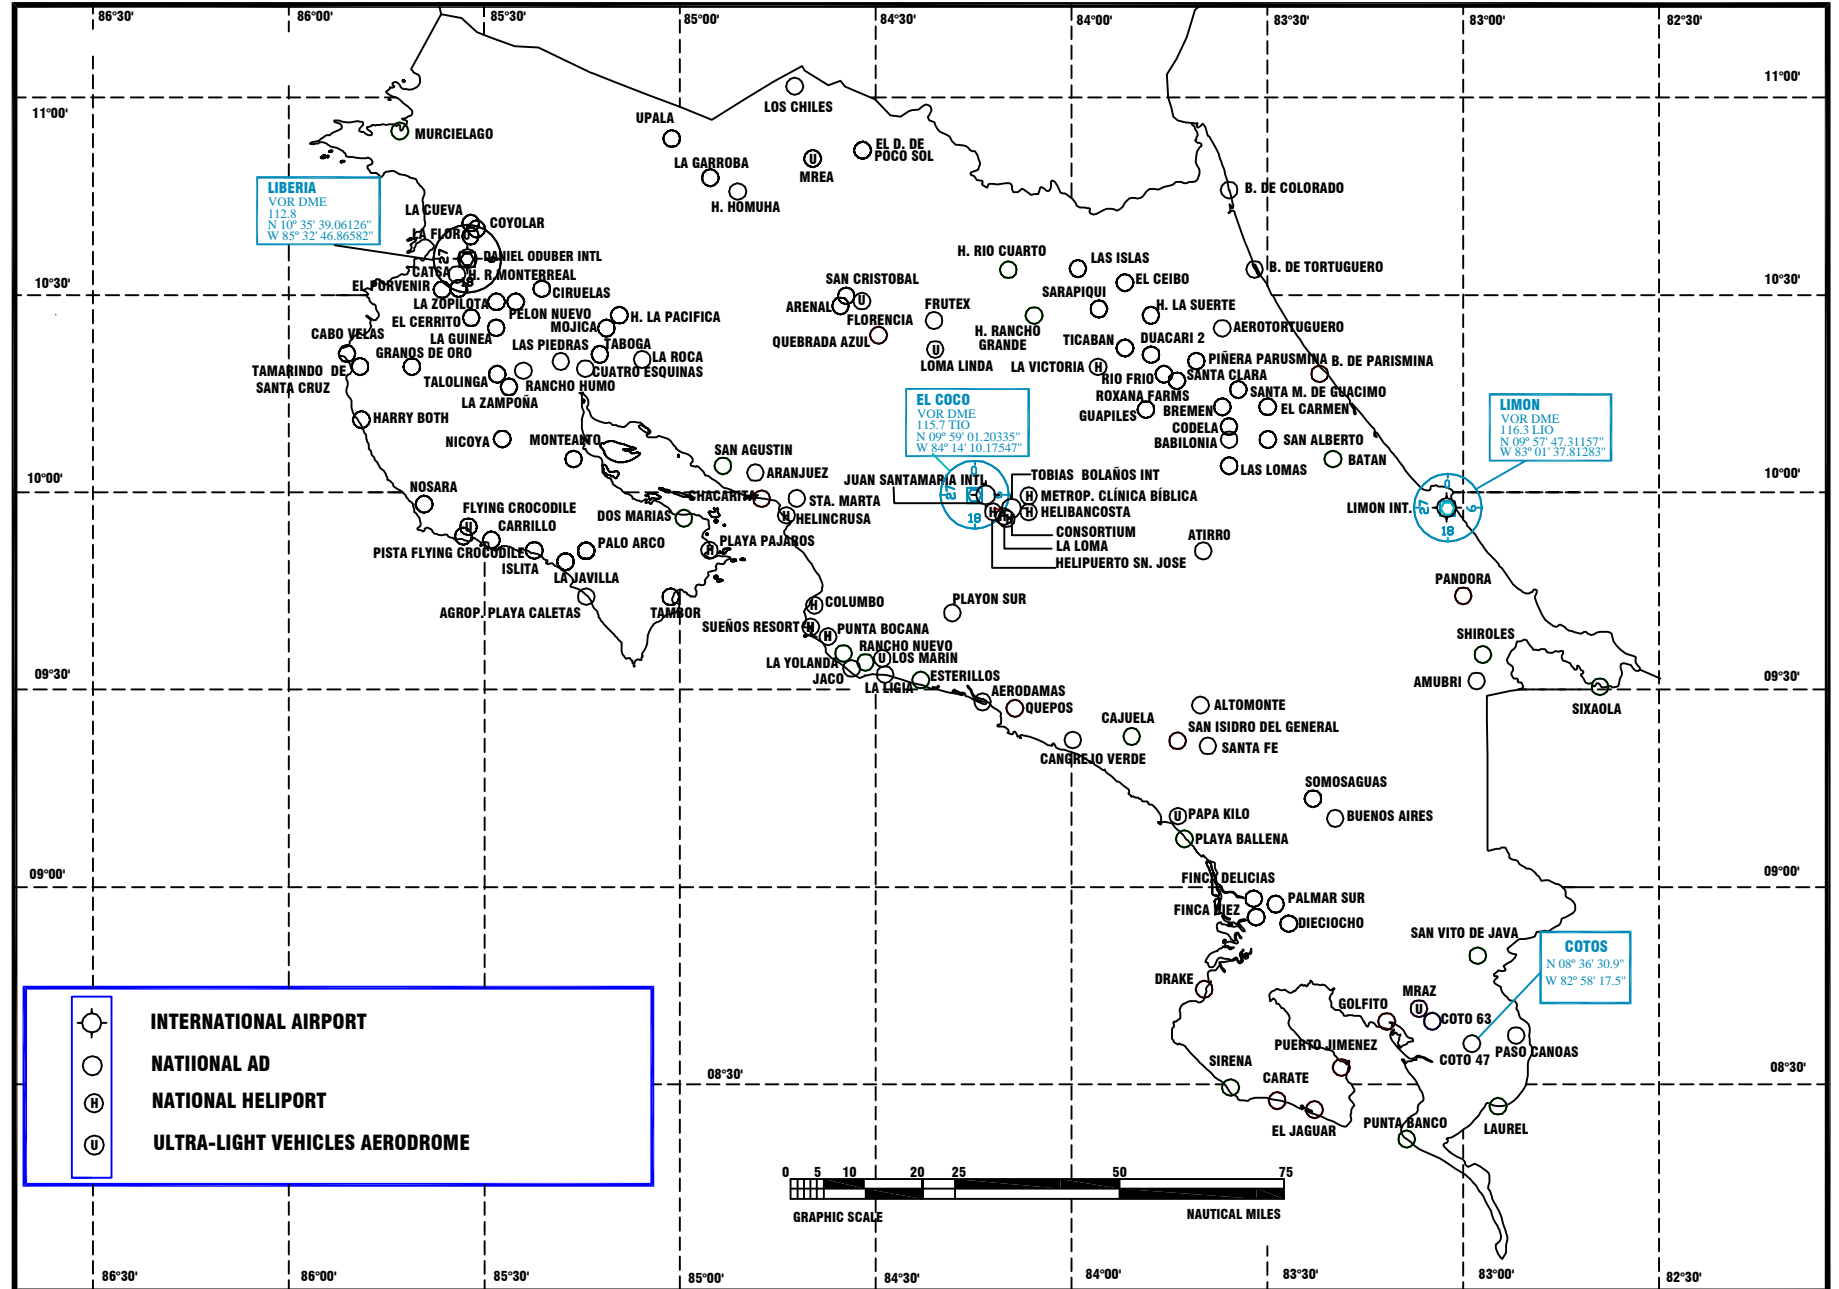 86°30'
86°00'
85°30'
85°00'
84°30'
84°00'
83°30'
83°00'
82°30'
11°00'
11°00'
LOS CHILES
UPALA
MURCIELAGO
EL D. DE
POCO SOL
LA GARROBA
MREA
H. HOMUHA
LIBERIA
VOR DME
112.8
N 10º 35' 39.06126"
W 85º 32' 46.86582"
B. DE COLORADO
LA CUEVA
COYOLAR
LA FLOR
27
DANIEL ODUBER INTL
CATSA
H. R.MONTERREAL
18
EL PORVENIR
CIRUELAS
H. RIO CUARTO
LAS ISLAS
EL CEIBO
B. DE TORTUGUERO
10°30'
10°30'
SAN CRISTOBAL
ARENAL
FLORENCIA
FRUTEX
SARAPIQUI
H. LA SUERTE
LA ZOPILOTA
PELON NUEVO
EL CERRITO
MOJICA
H. LA PACIFICA
LA GUINEA
QUEBRADA AZUL
H. RANCHO
GRANDE
AEROTORTUGUERO
TICABAN
DUACARI 2
CABO VELAS
GRANOS DE ORO
LAS PIEDRAS
TABOGA
LA ROCA
CUATRO ESQUINAS
LOMA LINDA
LA VICTORIA
PIÑERA PARUSMINA
B. DE PARISMINA
TAMARINDO DE
SANTA CRUZ
TALOLINGA
RANCHO HUMO
RIO FRIO
SANTA CLARA
LA ZAMPOÑA
ROXANA FARMS
SANTA M. DE GUACIMO
HARRY BOTH
GUAPILES
BREMEN
EL CARMEN
CODELA
EL COCO
VOR DME
115.7 TIO
N 09º 59' 01.20335"
W 84º 14' 10.17547"
LIMON
VOR DME
116.3 LIO
N 09º 57' 47.31157"
W 83º 01' 37.81283"
NICOYA
MONTEALTO
SAN AGUSTIN
BABILONIA
SAN ALBERTO
BATAN
LAS LOMAS
ARANJUEZ
JUAN SANTAMARIA INTL
TOBIAS BOLAÑOS INT
10°00'
10°00'
0
27
9
18
0
27
9
18
NOSARA
CHACARITA
STA. MARTA
METROP. CLÍNICA BÍBLICA
HELIBANCOSTA
LIMON INT.
FLYING CROCODILE
DOS MARIAS
HELINCRUSA
CARRILLO
CONSORTIUM
LA LOMA
HELIPUERTO SN. JOSE
ATIRRO
PISTA FLYING CROCODILE
PALO ARCO
PLAYA PAJAROS
ISLITA
LA JAVILLA
PANDORA
AGROP. PLAYA CALETAS
TAMBOR
COLUMBO
PLAYON SUR
SUEÑOS RESORT
PUNTA BOCANA
SHIROLES
RANCHO NUEVO
LA YOLANDA
LOS MARIN
JACO
LA LIGIA
ESTERILLOS
AMUBRI
09°30'
09°30'
AERODAMAS
QUEPOS
ALTOMONTE
SIXAOLA
CAJUELA
SAN ISIDRO DEL GENERAL
SANTA FE
CANGREJO VERDE
SOMOSAGUAS
BUENOS AIRES
PAPA KILO
PLAYA BALLENA
09°00'
09°00'
FINCA DELICIAS
PALMAR SUR
FINCA DIEZ
DIECIOCHO
SAN VITO DE JAVA
COTOS
N 08º 36' 30.9"
W 82º 58' 17.5"
DRAKE
MRAZ
GOLFITO
COTO 63
PUERTO JIMENEZ
COTO 47
PASO CANOAS
SIRENA
CARATE
08°30'
08°30'
EL JAGUAR
PUNTA BANCO
LAUREL
INTERNATIONAL AIRPORT
NATIIONAL AD
H NATIONAL HELIPORT
U ULTRA-LIGHT VEHICLES AERODROME
0 5 10 20 25 50 75
GRAPHIC SCALE
NAUTICAL MILES
86°30'
86°00'
85°30'
85°00'
84°30'
84°00'
83°30'
83°00'
82°30'